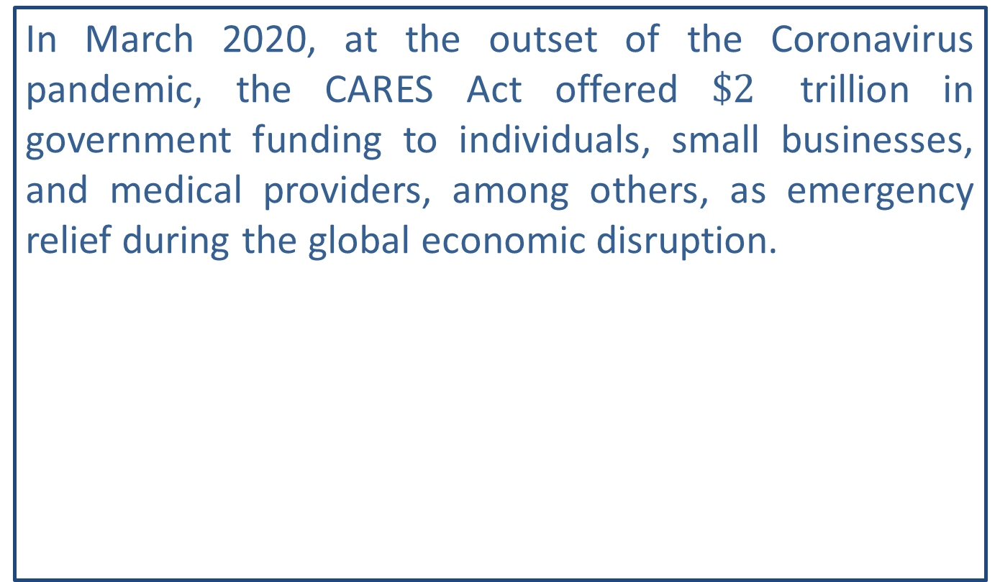 In March 2020, at the outset of the Coronavirus
pandemic, the CARES Act offered $2 trillion in
government funding to individuals, small businesses,
and medical providers, among others, as emergency
relief during the global economic disruption.